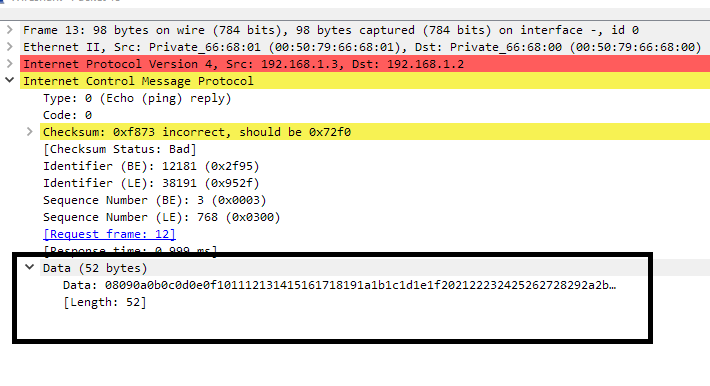 Frame 13: 98 bytes on wire (784 bits), 98 bytes captured (784 bits) on interface -, id 0
Ethernet II, Src: Private_66:68:01 (00:50:79:66:68:01), Dst: Private_66:68:00 (00:50:79:66:68:00)
Internet Protocol Version 4, Src: 192.168.1.3, Dst: 192.168.1.2
Internet Control Message Protocol
Type: 0 (Echo (ping) reply)
Code: 0
Checksum: 0xf873 incorrect, should be 0x72f0
[Checksum Status: Bad]
Identifier (BE): 12181 (0x2f95)
Identifier (LE): 38191 (0x952f)
Sequence Number (BE): 3 (0x0003)
Sequence Number (LE): 768 (0x0300)
[Request frame: 12]
[Response time: 0.999 ms]
Data (52 bytes)
Data: 08090a0b0c0d0e0f101112131415161718191a1b1c1d1e1f202122232425262728292a2b…
[Length: 52]